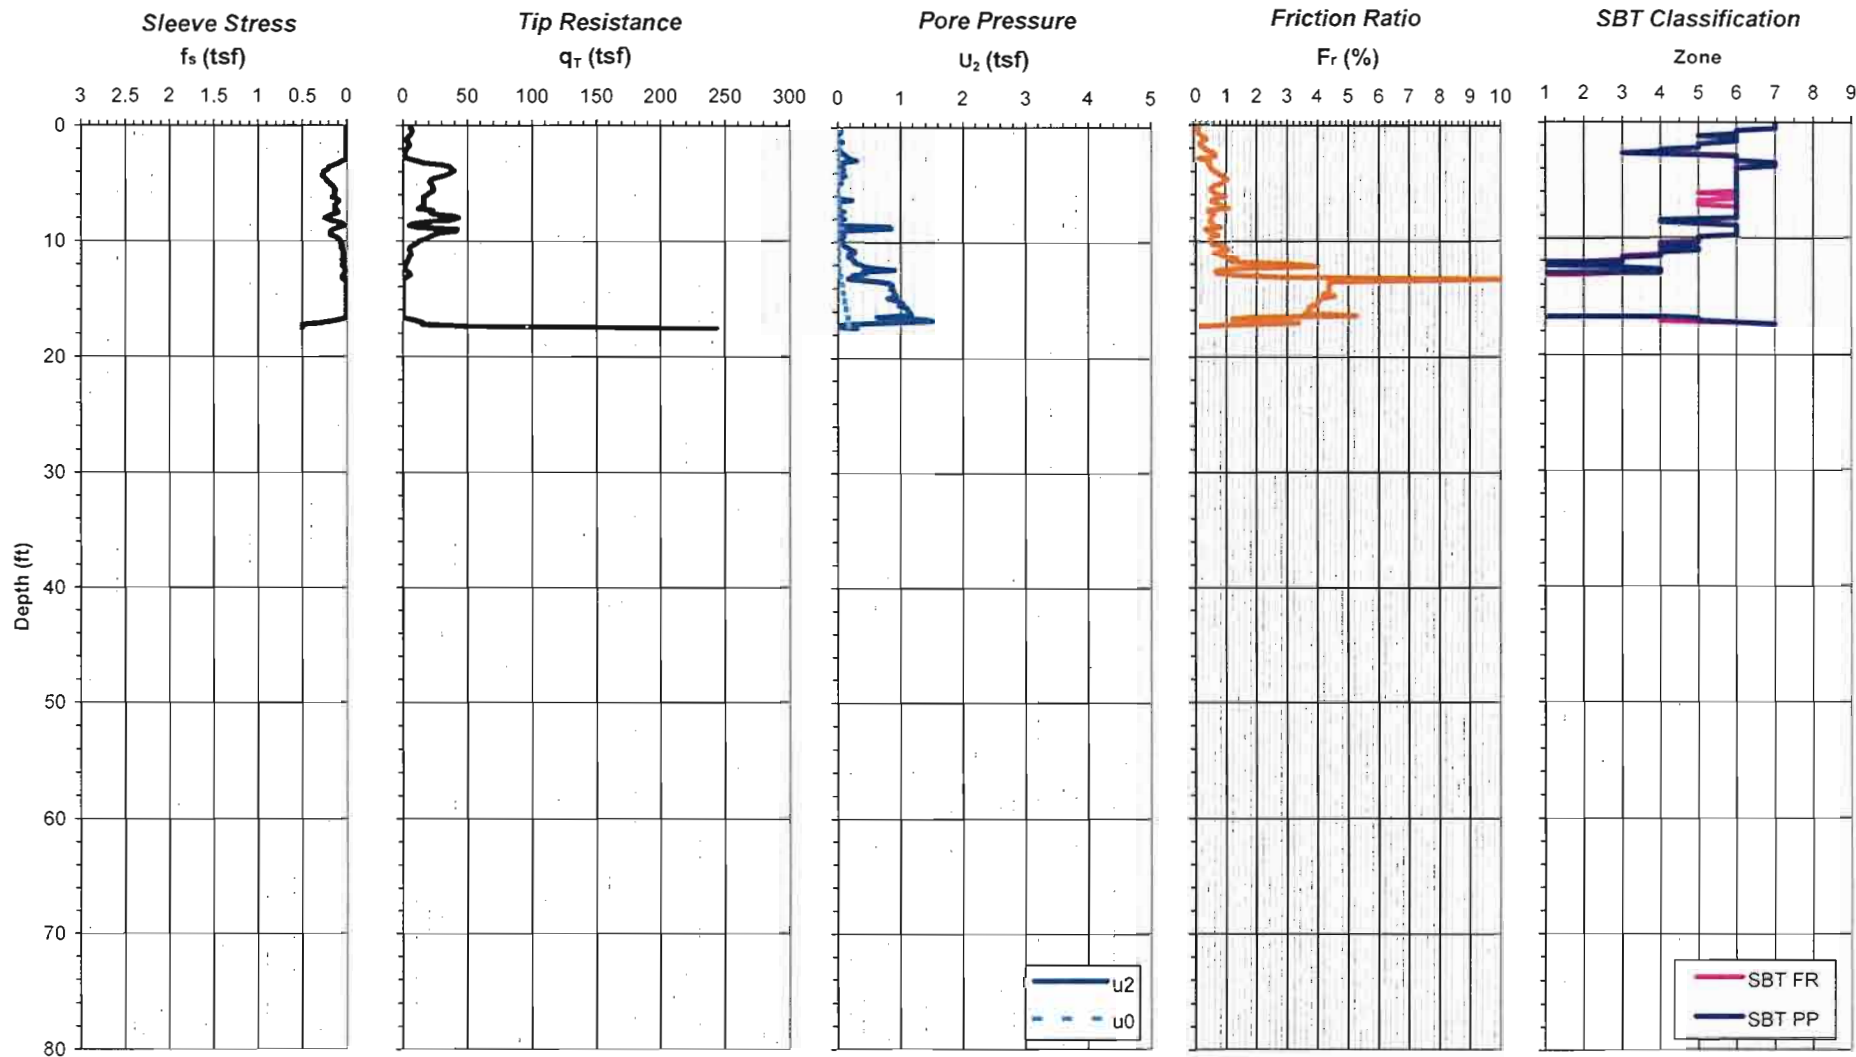 Sleeve Stress
fs (tsf)
3 2.5 2 1.5 1 0.5 0
Tip Resistance
qT (tsf)
0 50 100 150 200 250 300
Pore Pressure
U2 (tsf)
0 1 2 3 4 5
Friction Ratio
Fr (%)
0 1 2 3 4 5 6 7 8 9 10
SBT Classification
Zone
1 2 3 4 5 6 7 8 9
Depth (ft)
0
10
20
30
40
50
60
70
80
u2
u0
SBT FR
SBT PP